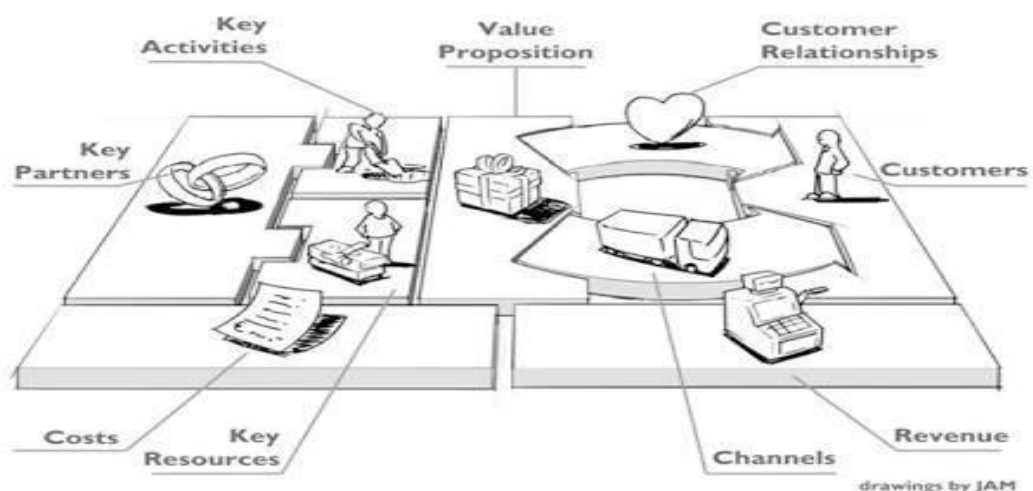 Key
Activities
Value
Proposition
Customer
Relationships
Key
Partners
Customers
Costs
Key
Resources
Channels
Revenue
drawings by JAM